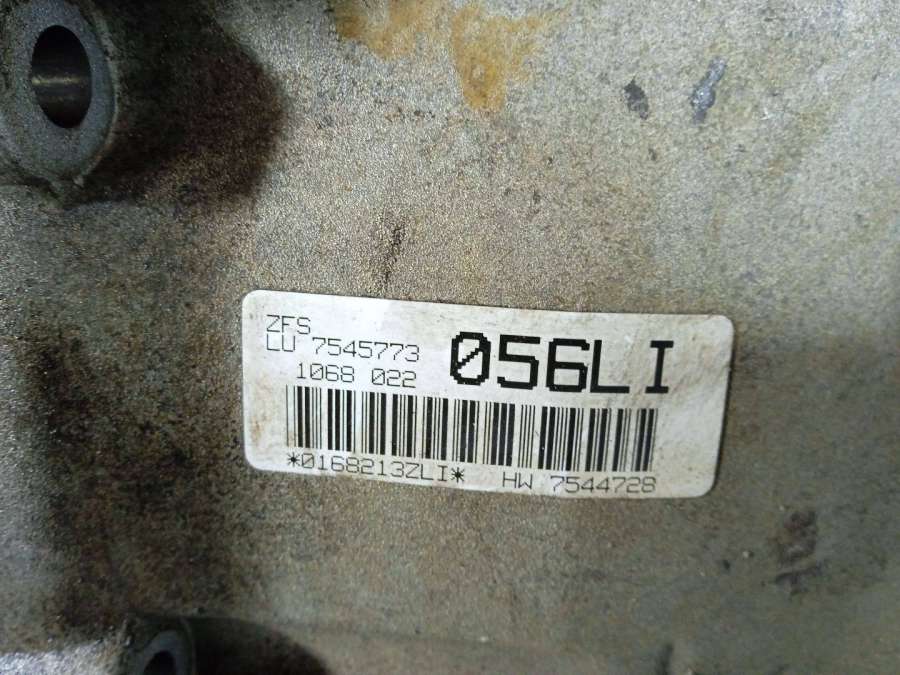 ZFS
LU 7545773
1068 022
056LI
*0168213ZLI* HW 7544728